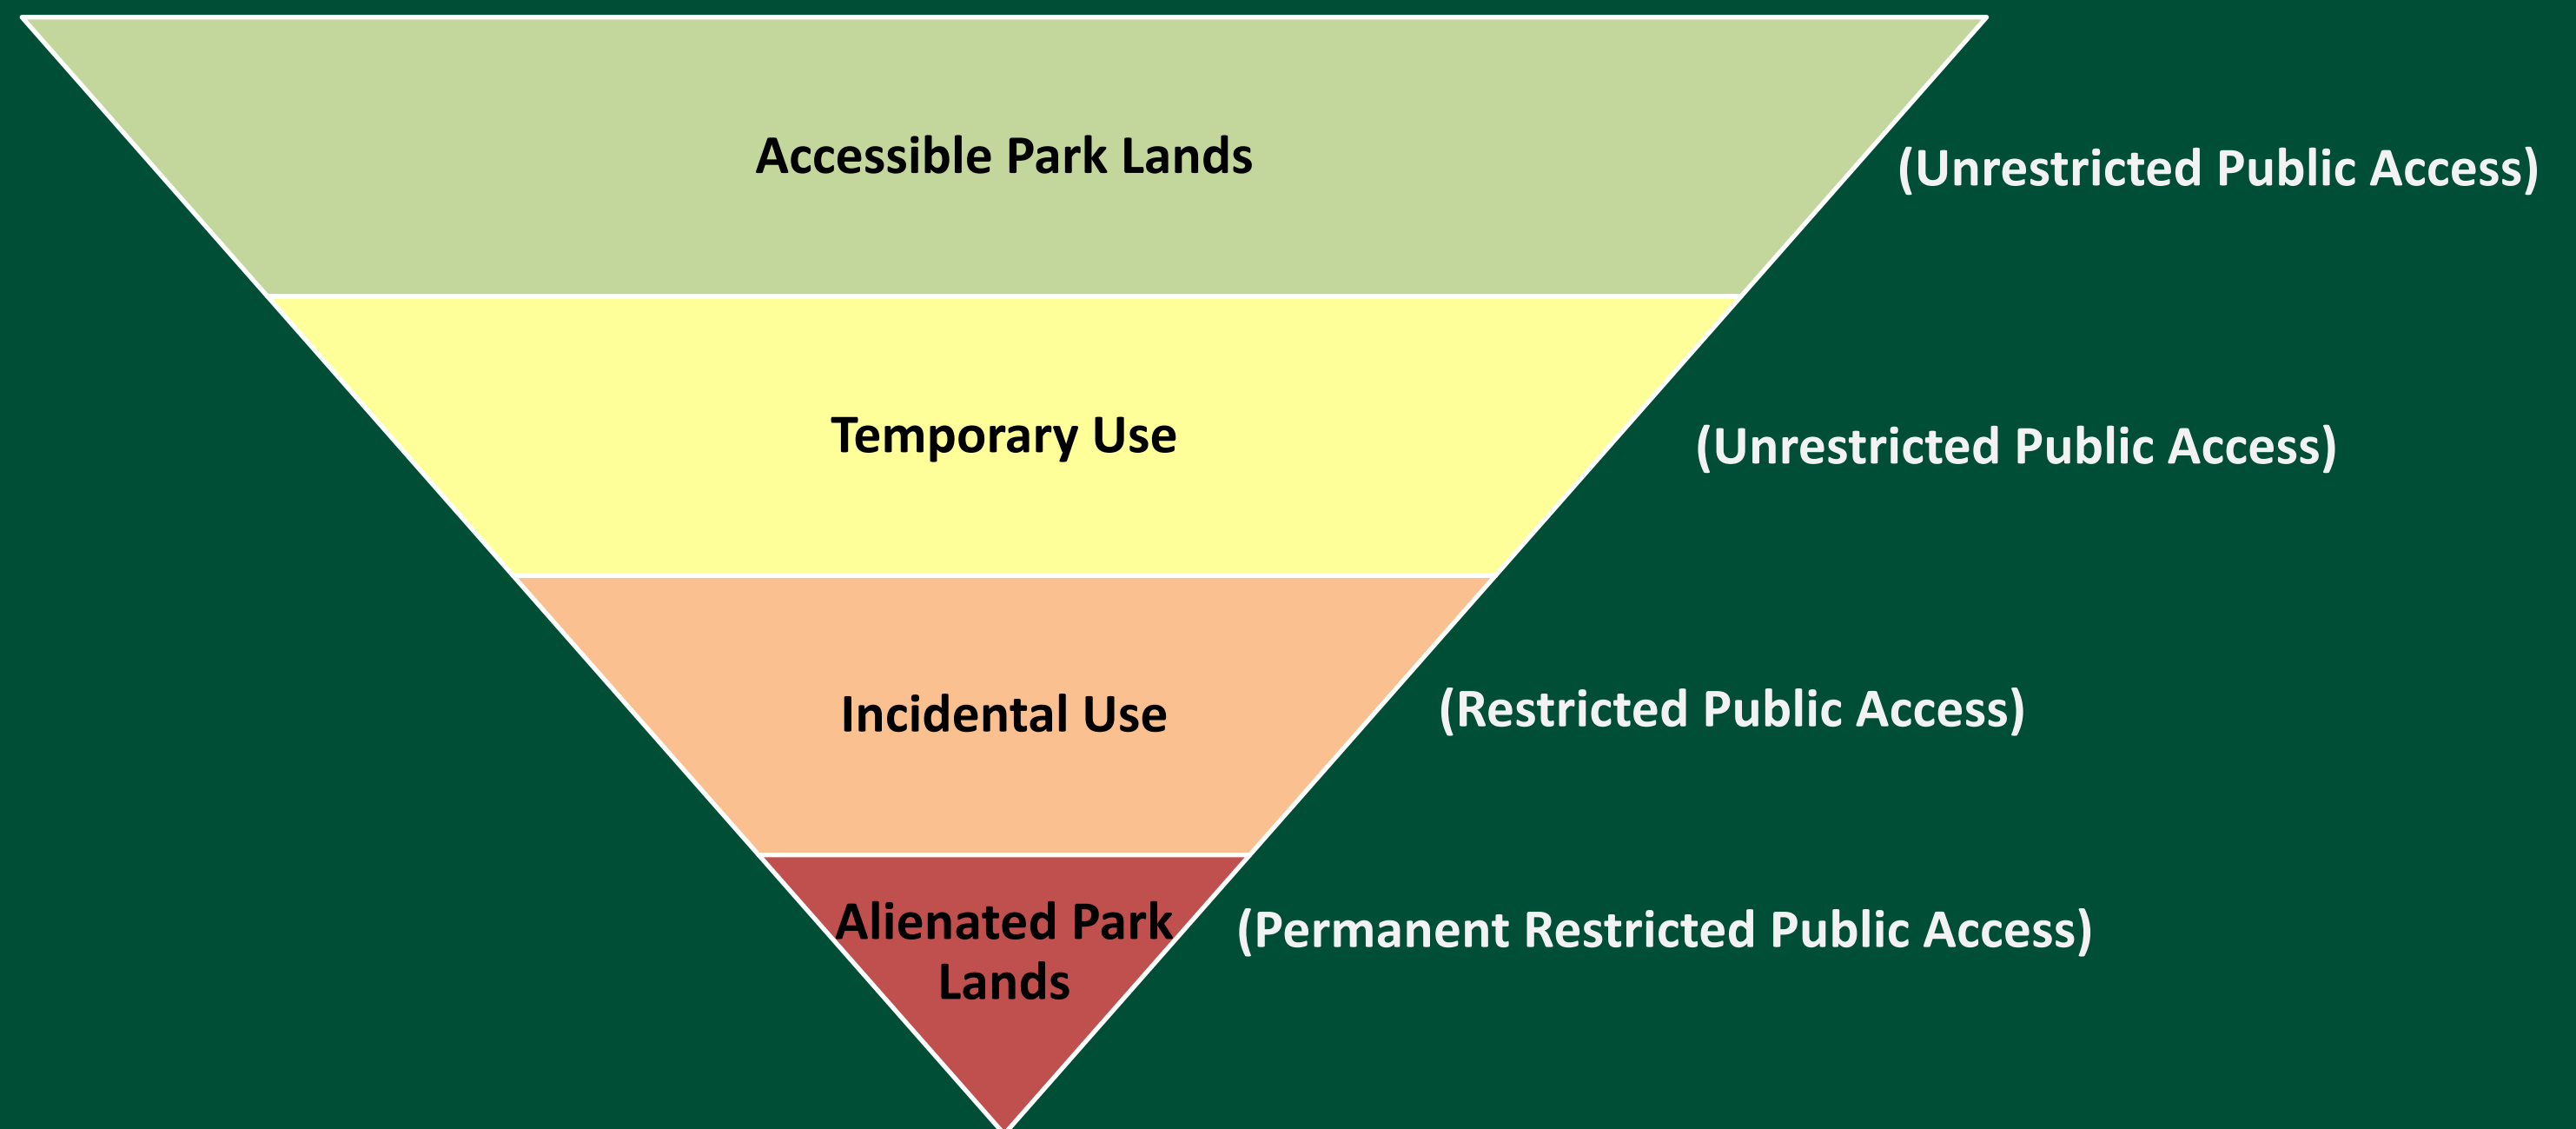 Accessible Park Lands
(Unrestricted Public Access)
Temporary Use
(Unrestricted Public Access)
Incidental Use
(Restricted Public Access)
Alienated Park
Lands
(Permanent Restricted Public Access)